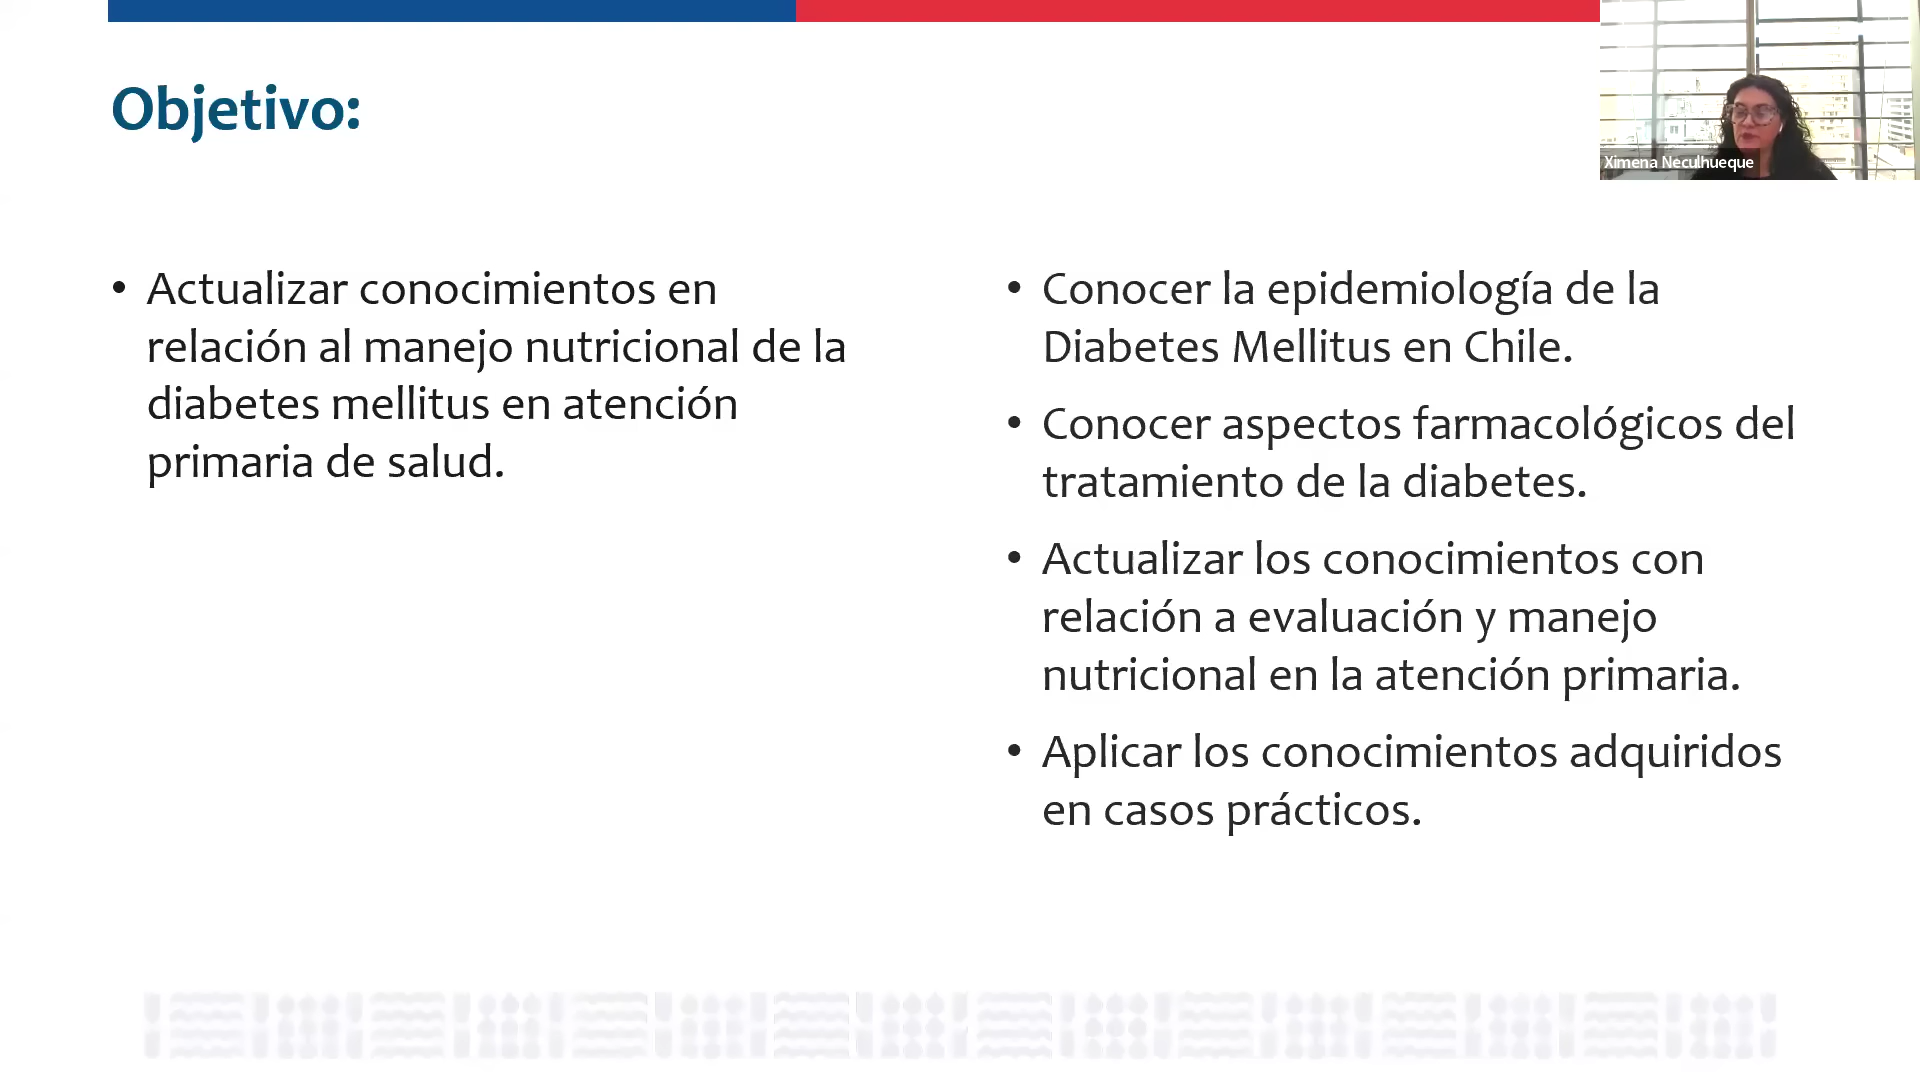 Objetivo:
Ximena Neculhueque
• Actualizar conocimientos en
relación al manejo nutricional de la
diabetes mellitus en atención
primaria de salud.
• Conocer la epidemiología de la
Diabetes Mellitus en Chile.
• Conocer aspectos farmacológicos del
tratamiento de la diabetes.
• Actualizar los conocimientos con
relación a evaluación y manejo
nutricional en la atención primaria.
• Aplicar los conocimientos adquiridos
en casos prácticos.